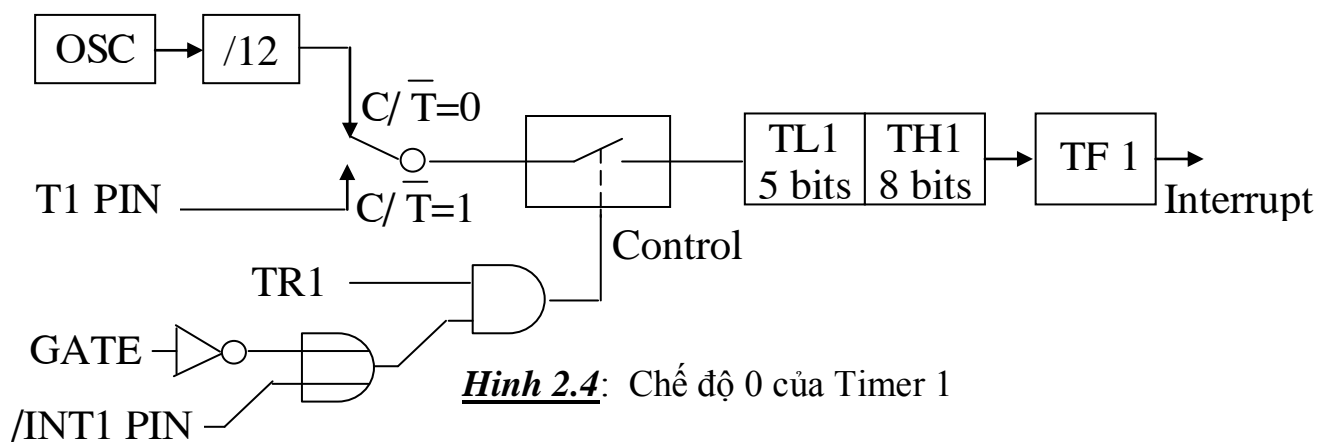 OSC
/12
C/ T̅=0
TL1
5 bits
TH1
8 bits
TF 1
T1 PIN
C/ T̅=1
Interrupt
Control
TR1
GATE
Hinh 2.4: Chế độ 0 của Timer 1
/INT1 PIN